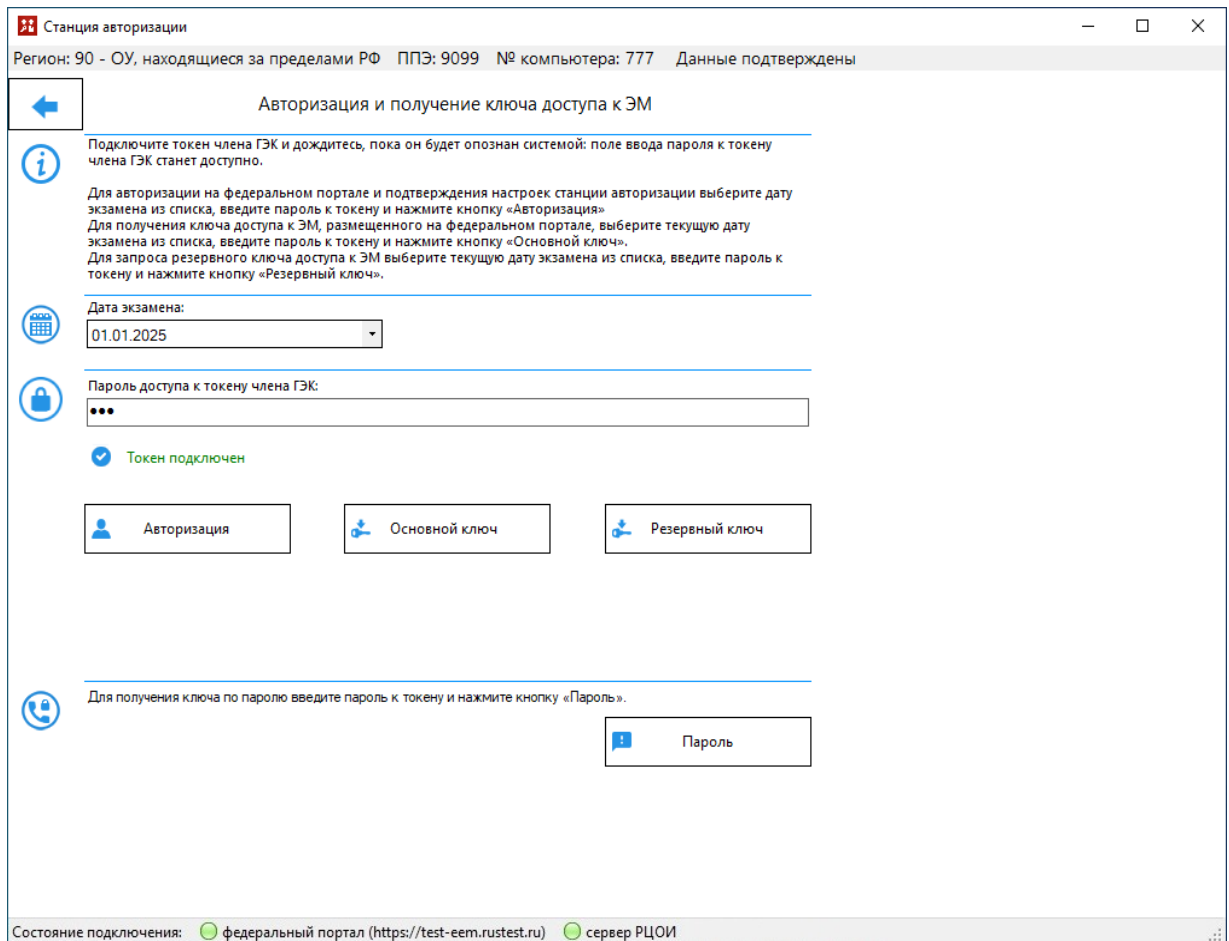 Станция авторизации
Регион: 90 - ОУ, находящиеся за пределами РФ ППЭ: 9099 № компьютера: 777 Данные подтверждены
Авторизация и получение ключа доступа к ЭМ
Подключите токен члена ГЭК и дождитесь, пока он будет опознан системой: поле ввода пароля к токену
члена ГЭК станет доступно.
Для авторизации на федеральном портале и подтверждения настроек станции авторизации выберите дату
экзамена из списка, введите пароль к токену и нажмите кнопку «Авторизация»
Для получения ключа доступа к ЭМ, размещенного на федеральном портале, выберите текущую дату
экзамена из списка, введите пароль к токену и нажмите кнопку «Основной ключ».
Для запроса резервного ключа доступа к ЭМ выберите текущую дату экзамена из списка, введите пароль к
токену и нажмите кнопку «Резервный ключ».
Дата экзамена:
01.01.2025
Пароль доступа к токену члена ГЭК:
•••
Токен подключен
Авторизация Основной ключ Резервный ключ
Для получения ключа по паролю введите пароль к токену и нажмите кнопку «Пароль».
Пароль
Состояние подключения: федеральный портал (https://test-eem.rustest.ru) сервер РЦОИ